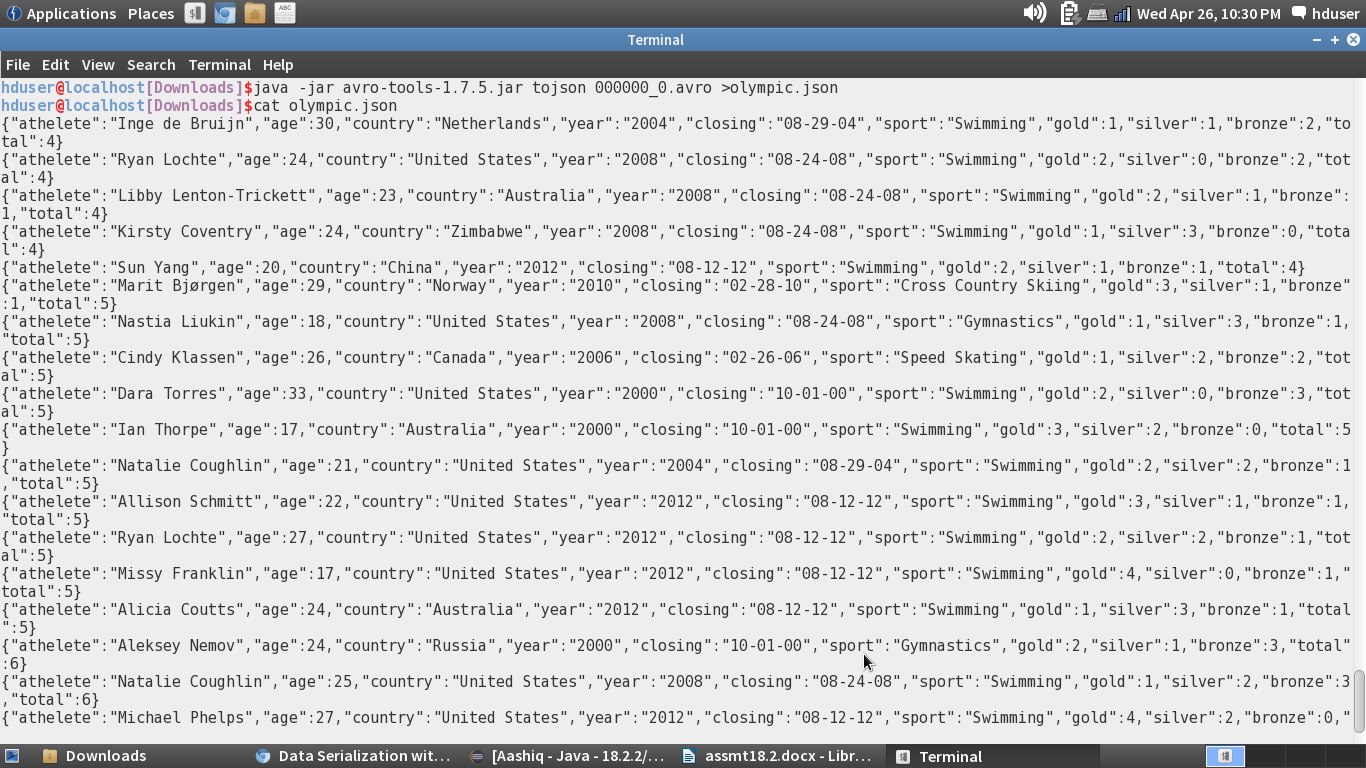 Applications Places ABC Wed Apr 26, 10:30 PM hduser
Terminal
File Edit View Search Terminal Help
hduser@localhost[Downloads]$java -jar avro-tools-1.7.5.jar tojson 000000_0.avro >olympic.json
hduser@localhost[Downloads]$cat olympic.json
{"athelete":"Inge de Bruijn","age":30,"country":"Netherlands","year":"2004","closing":"08-29-04","sport":"Swimming","gold":1,"silver":1,"bronze":2,"to
tal":4}
{"athelete":"Ryan Lochte","age":24,"country":"United States","year":"2008","closing":"08-24-08","sport":"Swimming","gold":2,"silver":0,"bronze":2,"tot
al":4}
{"athelete":"Libby Lenton-Trickett","age":23,"country":"Australia","year":"2008","closing":"08-24-08","sport":"Swimming","gold":2,"silver":1,"bronze":
1,"total":4}
{"athelete":"Kirsty Coventry","age":24,"country":"Zimbabwe","year":"2008","closing":"08-24-08","sport":"Swimming","gold":1,"silver":3,"bronze":0,"tota
l":4}
{"athelete":"Sun Yang","age":20,"country":"China","year":"2012","closing":"08-12-12","sport":"Swimming","gold":2,"silver":1,"bronze":1,"total":4}
{"athelete":"Marit Bjørgen","age":29,"country":"Norway","year":"2010","closing":"02-28-10","sport":"Cross Country Skiing","gold":3,"silver":1,"bronze"
:1,"total":5}
{"athelete":"Nastia Liukin","age":18,"country":"United States","year":"2008","closing":"08-24-08","sport":"Gymnastics","gold":1,"silver":3,"bronze":1,
"total":5}
{"athelete":"Cindy Klassen","age":26,"country":"Canada","year":"2006","closing":"02-26-06","sport":"Speed Skating","gold":1,"silver":2,"bronze":2,"tot
al":5}
{"athelete":"Dara Torres","age":33,"country":"United States","year":"2000","closing":"10-01-00","sport":"Swimming","gold":2,"silver":0,"bronze":3,"tot
al":5}
{"athelete":"Ian Thorpe","age":17,"country":"Australia","year":"2000","closing":"10-01-00","sport":"Swimming","gold":3,"silver":2,"bronze":0,"total":5
}
{"athelete":"Natalie Coughlin","age":21,"country":"United States","year":"2004","closing":"08-29-04","sport":"Swimming","gold":2,"silver":2,"bronze":1
,"total":5}
{"athelete":"Allison Schmitt","age":22,"country":"United States","year":"2012","closing":"08-12-12","sport":"Swimming","gold":3,"silver":1,"bronze":1,
"total":5}
{"athelete":"Ryan Lochte","age":27,"country":"United States","year":"2012","closing":"08-12-12","sport":"Swimming","gold":2,"silver":2,"bronze":1,"tot
al":5}
{"athelete":"Missy Franklin","age":17,"country":"United States","year":"2012","closing":"08-12-12","sport":"Swimming","gold":4,"silver":0,"bronze":1,"
total":5}
{"athelete":"Alicia Coutts","age":24,"country":"Australia","year":"2012","closing":"08-12-12","sport":"Swimming","gold":1,"silver":3,"bronze":1,"total
":5}
{"athelete":"Aleksey Nemov","age":24,"country":"Russia","year":"2000","closing":"10-01-00","sport":"Gymnastics","gold":2,"silver":1,"bronze":3,"total"
:6}
{"athelete":"Natalie Coughlin","age":25,"country":"United States","year":"2008","closing":"08-24-08","sport":"Swimming","gold":1,"silver":2,"bronze":3
,"total":6}
{"athelete":"Michael Phelps","age":27,"country":"United States","year":"2012","closing":"08-12-12","sport":"Swimming","gold":4,"silver":2,"bronze":0,"
Downloads Data Serialization wit... [Aashiq - Java - 18.2.2/... assmt18.2.docx - Libr... Terminal